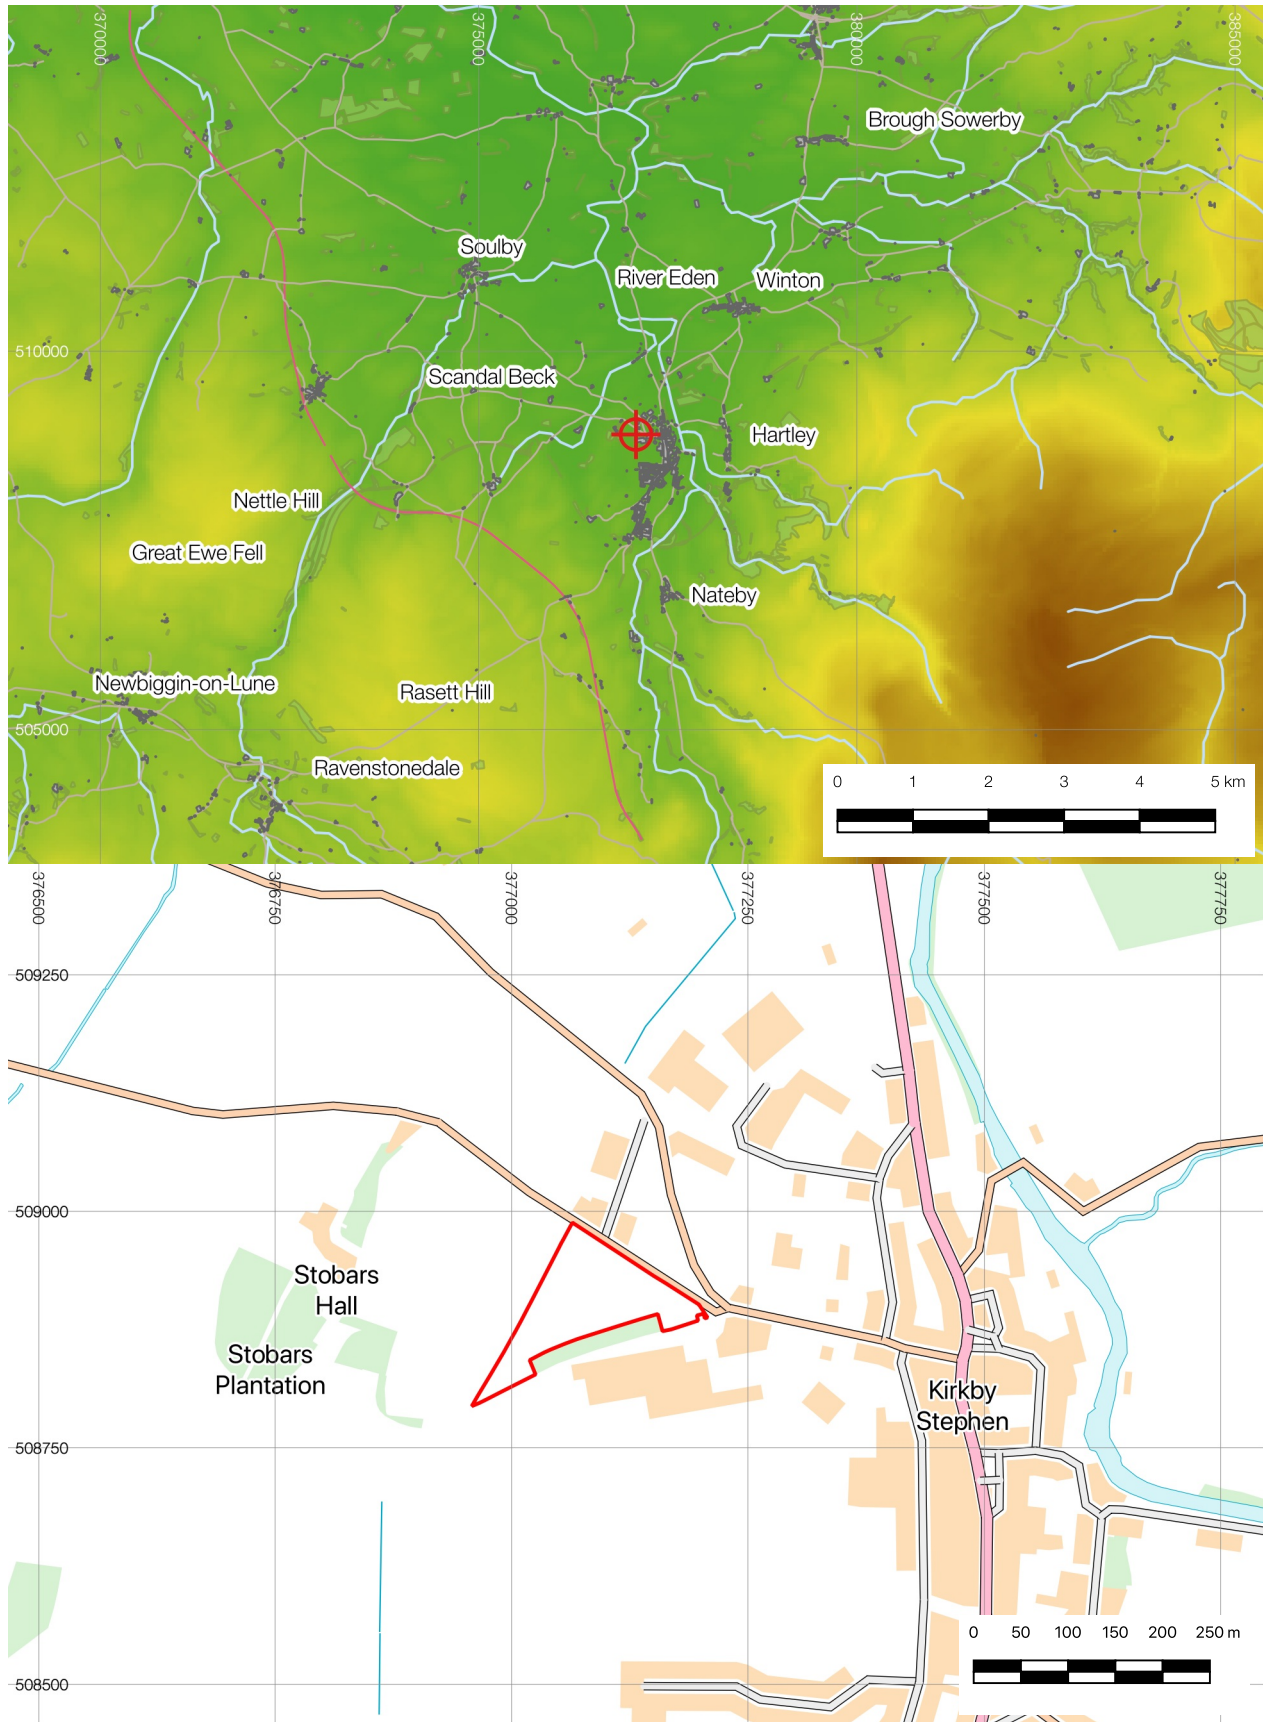 370000
375000
380000
385000
Brough Sowerby
Soulby
River Eden
Winton
510000
Scandal Beck
Hartley
Nettle Hill
Great Ewe Fell
Nateby
Newbiggin-on-Lune
Rasett Hill
505000
Ravenstonedale
0 1 2 3 4 5 km
376500
376750
377000
377250
377500
377750
509250
509000
Stobars
Hall
Stobars
Plantation
Kirkby
Stephen
508750
0 50 100 150 200 250 m
508500